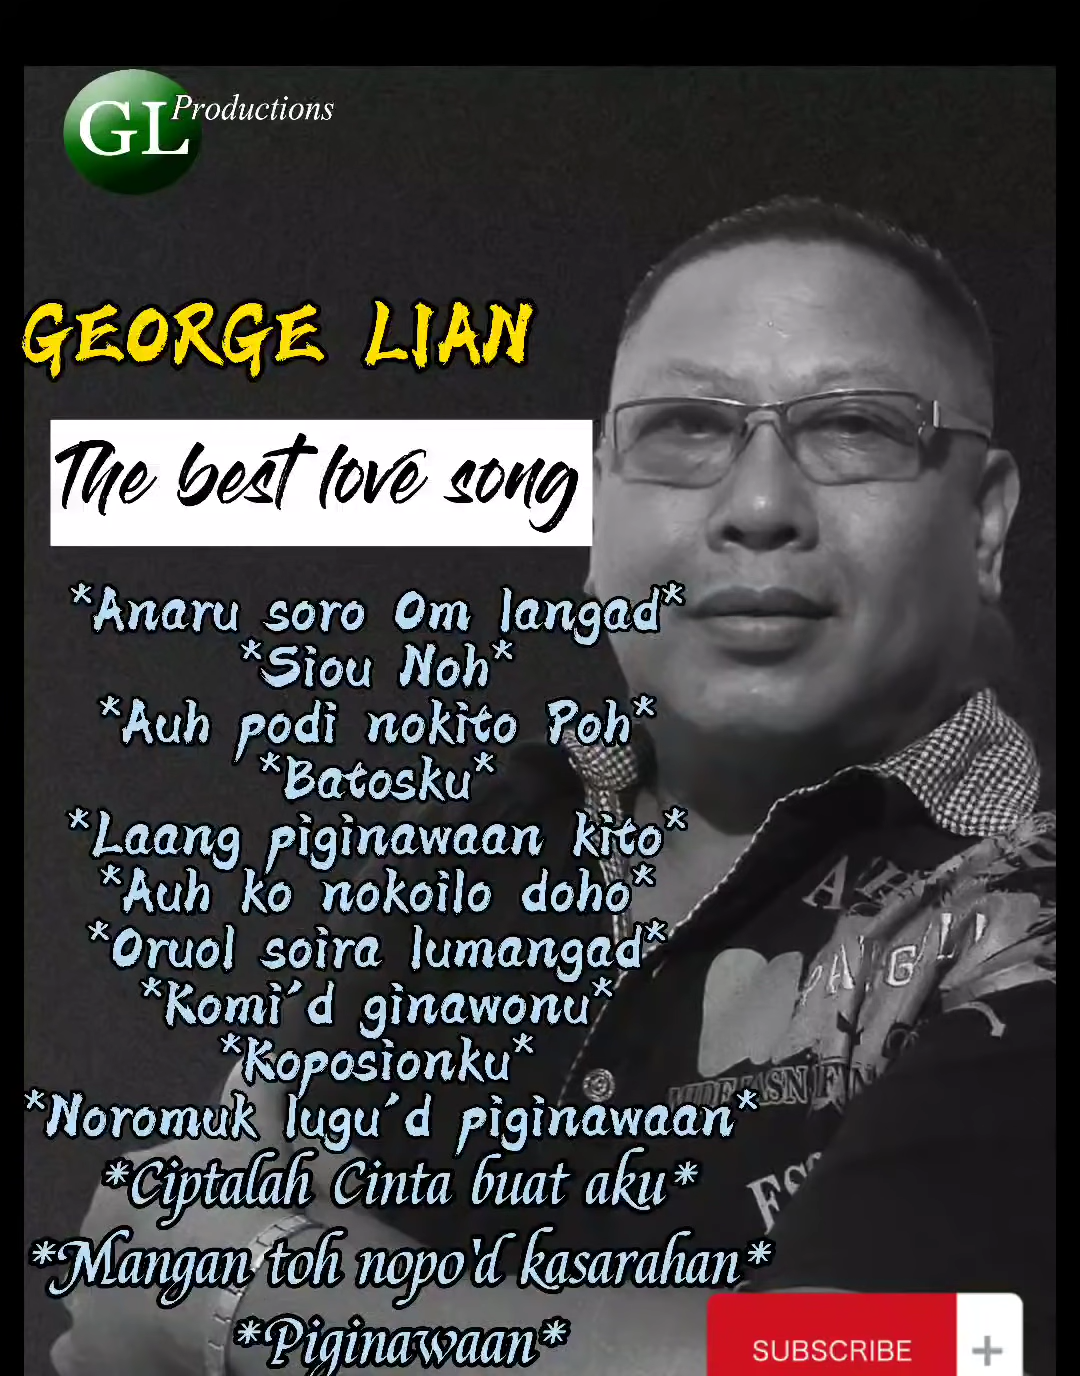 GL Productions
GEORGE LIAN
The best love song
*Anaru soro Om langad*
*Siou Noh*
*Auh podi nokito Poh*
*Batosku*
*Laang piginawaan kito*
*Auh ko nokoilo doho*
*Oruol soira lumangad*
*Komi'd ginawonu*
*Koposionku*
*Noromuk lugu'd piginawaan*
*Ciptalah Cinta buat aku*
*Mangan toh nopo'd kasarahan*
*Piginawaan*
SUBSCRIBE +